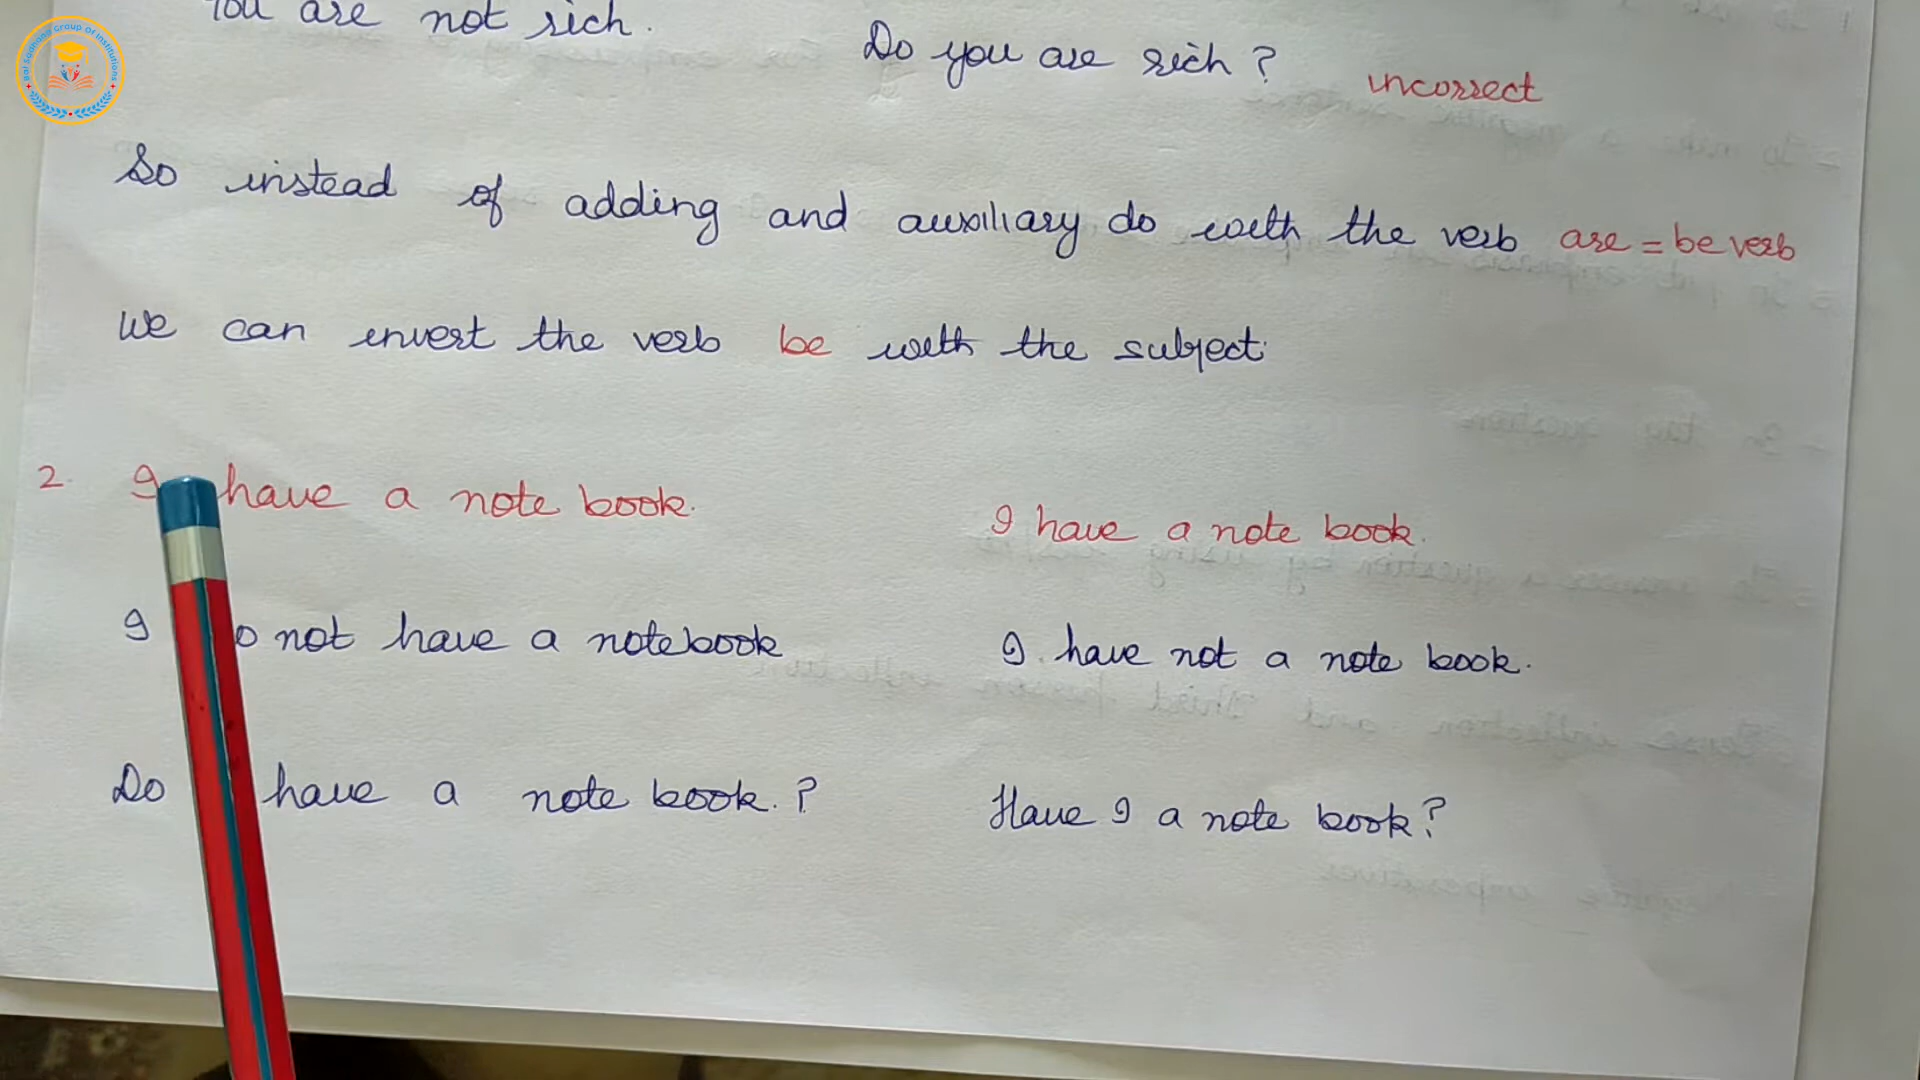 You are not rich.
Do you are rich?
incorrect
So instead of adding and auxiliary do with the verb are = be verb
We can invert the verb be with the subject
2. I have a note book.
I have a note book.
I do not have a notebook
I have not a note book.
Do have a note book.?
Have I a note book?